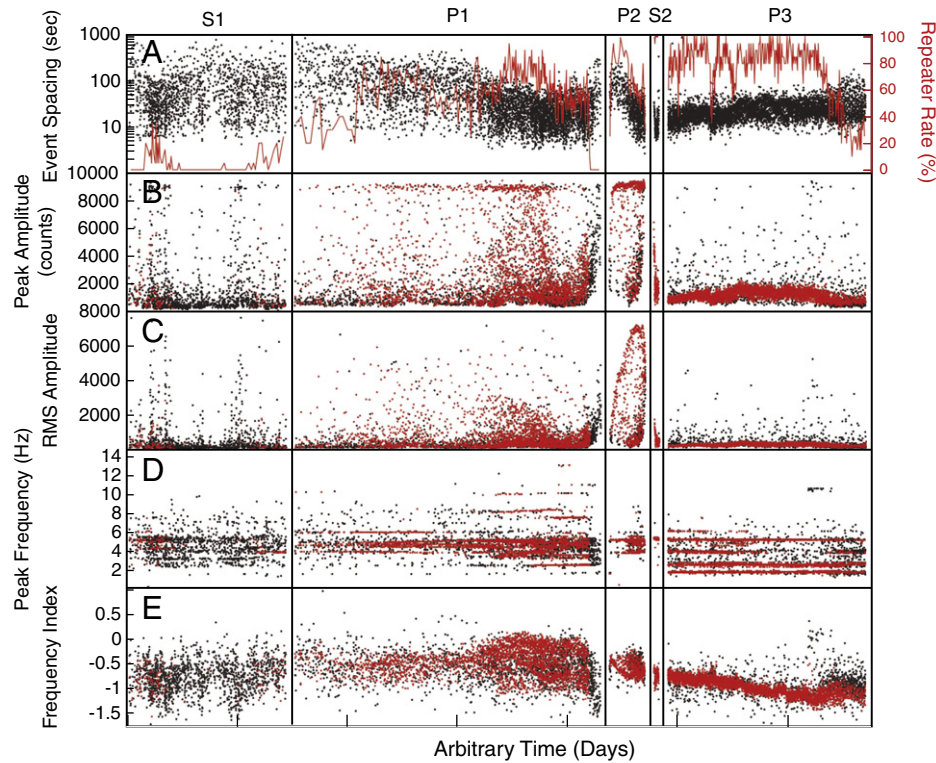 S1 P1 P2 S2 P3
A
Event Spacing (sec)
1000
100
10
Repeater Rate (%)
100
80
60
40
20
0
B
Peak Amplitude
(counts)
10000
8000
6000
4000
2000
C
RMS Amplitude
8000
6000
4000
2000
D
Peak Frequency (Hz)
14
12
10
8
6
4
2
E
Frequency Index
0.5
0
-0.5
-1
-1.5
Arbitrary Time (Days)